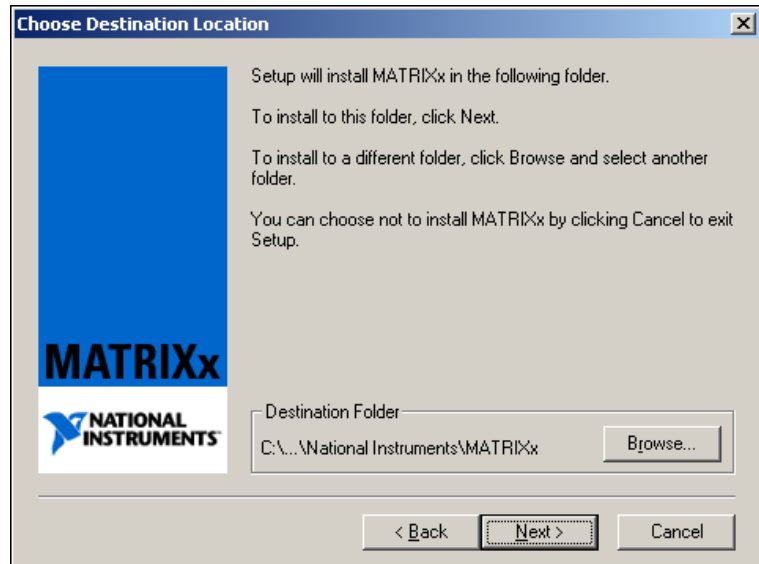 Choose Destination Location
Setup will install MATRIXx in the following folder.
To install to this folder, click Next.
To install to a different folder, click Browse and select another
folder.
You can choose not to install MATRIXx by clicking Cancel to exit
Setup.
MATRIXx
NATIONAL
INSTRUMENTS™
Destination Folder
C:\...\National Instruments\MATRIXx
Browse...
< Back
Next >
Cancel